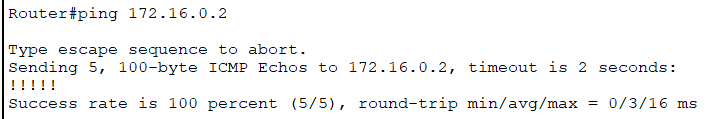 Router#ping 172.16.0.2
Type escape sequence to abort.
Sending 5, 100-byte ICMP Echos to 172.16.0.2, timeout is 2 seconds:
!!!!!
Success rate is 100 percent (5/5), round-trip min/avg/max = 0/3/16 ms